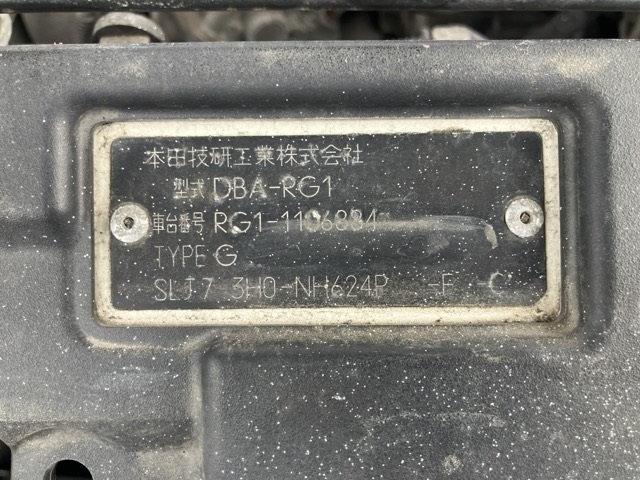 本田技研工業株式会社
型式 DBA-RG1
車台番号 RG1-1106884
TYPE G
SLJ7 3H0-NH624P -F -C